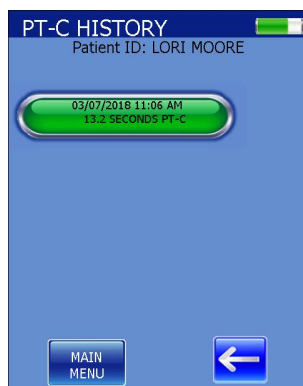 PT-C HISTORY
Patient ID: LORI MOORE
03/07/2018 11:06 AM
13.2 SECONDS PT-C
MAIN
MENU